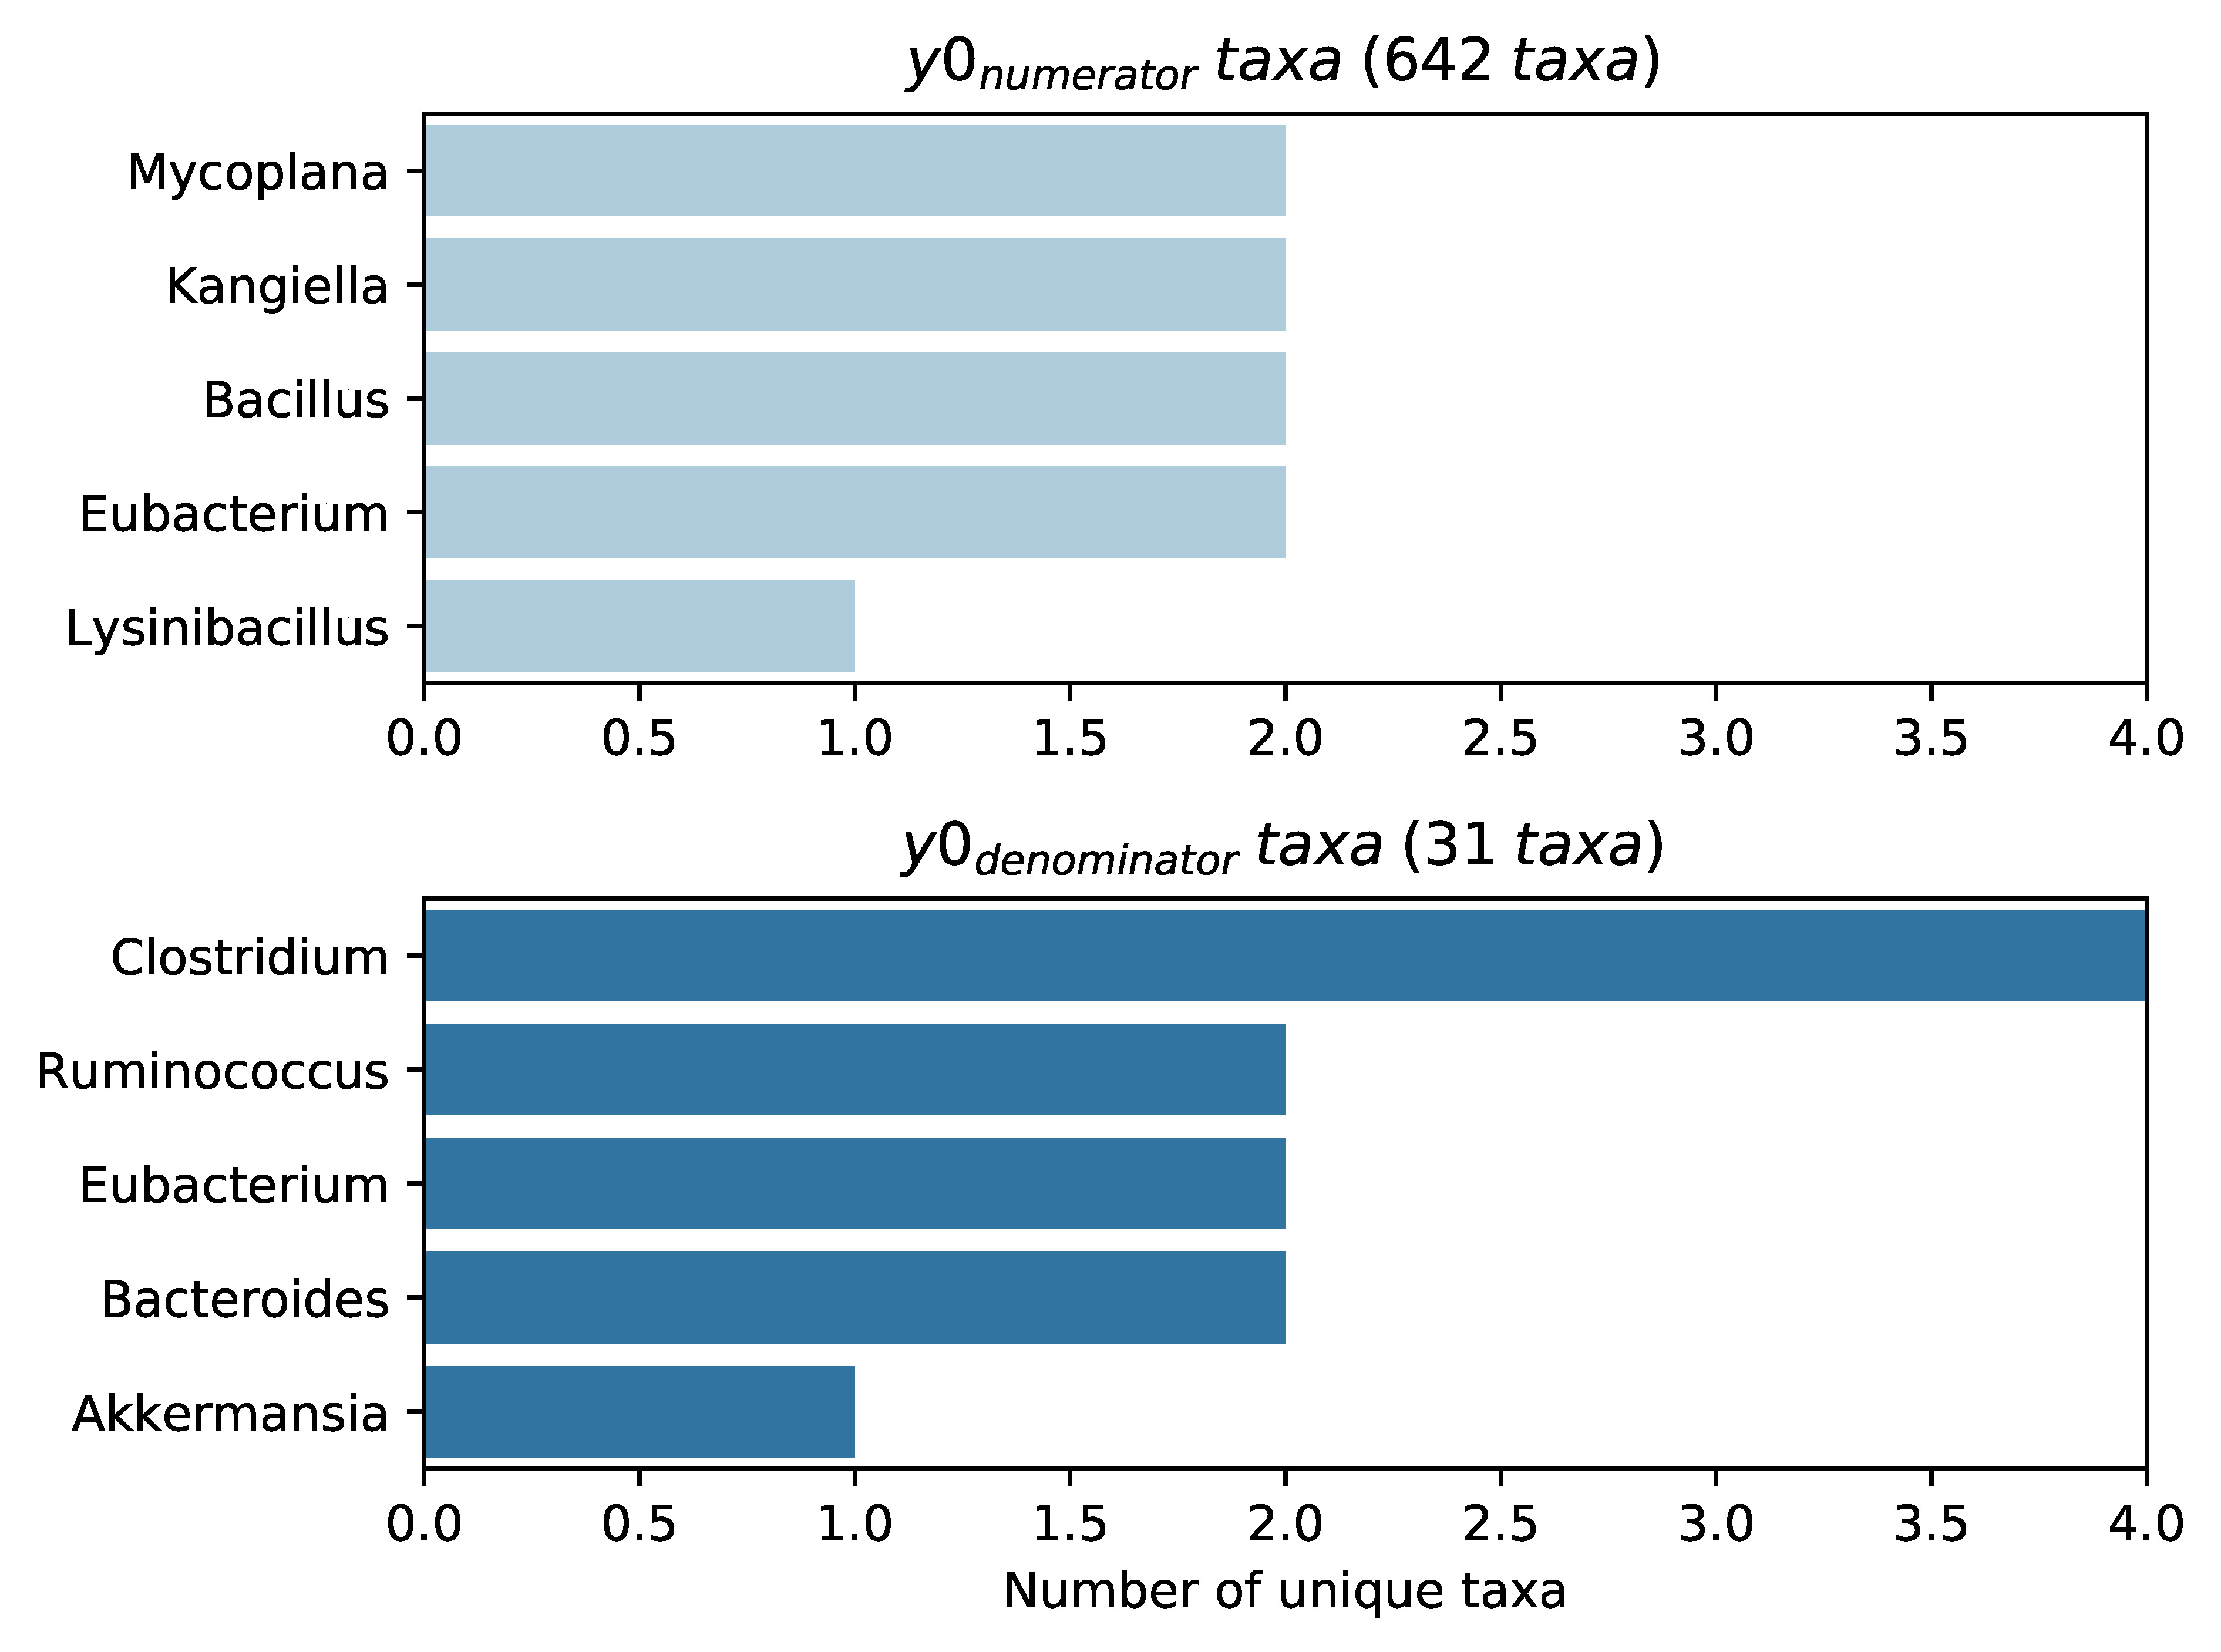 y0numerator taxa (642 taxa)
Mycoplana
Kangiella
Bacillus
Eubacterium
Lysinibacillus
0.0 0.5 1.0 1.5 2.0 2.5 3.0 3.5 4.0
y0denominator taxa (31 taxa)
Clostridium
Ruminococcus
Eubacterium
Bacteroides
Akkermansia
0.0 0.5 1.0 1.5 2.0 2.5 3.0 3.5 4.0
Number of unique taxa